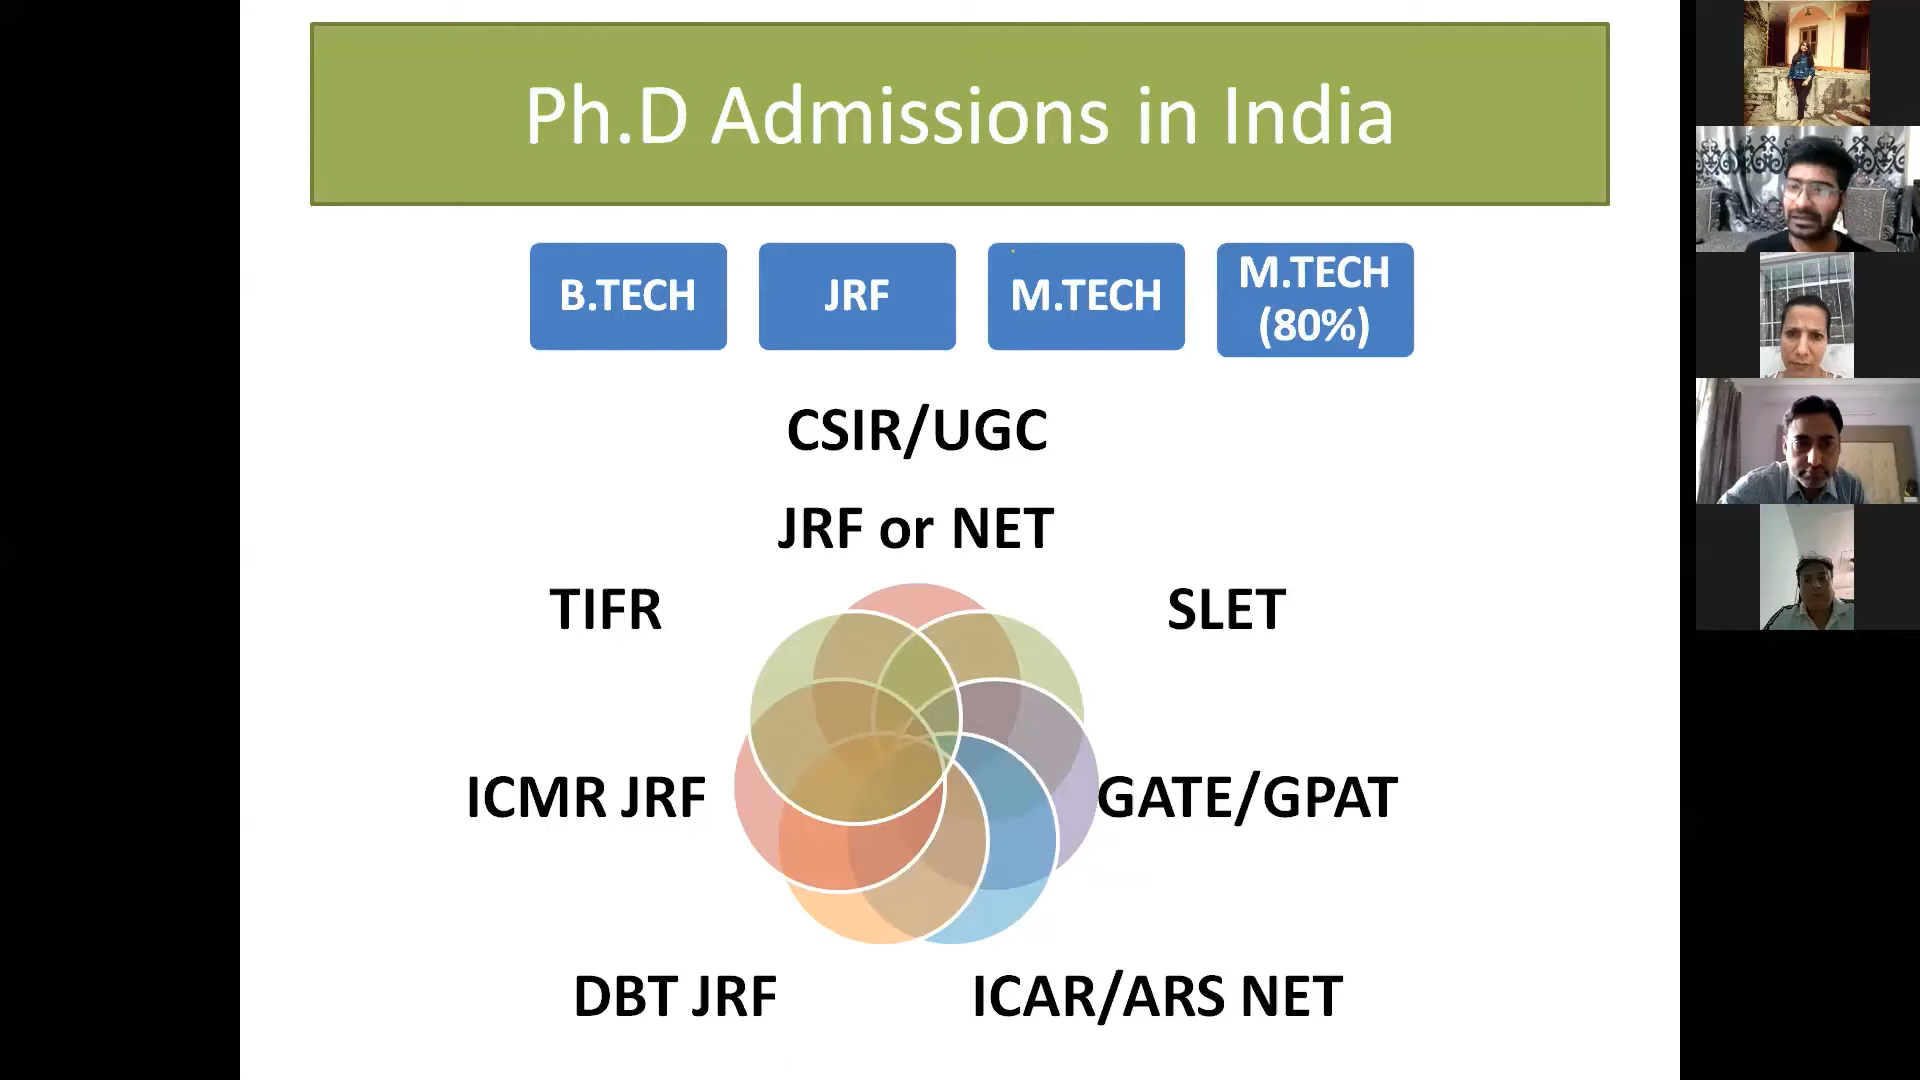 Ph.D Admissions in India
B.TECH
JRF
M.TECH
M.TECH
(80%)
CSIR/UGC
JRF or NET
TIFR
SLET
ICMR JRF
GATE/GPAT
DBT JRF
ICAR/ARS NET